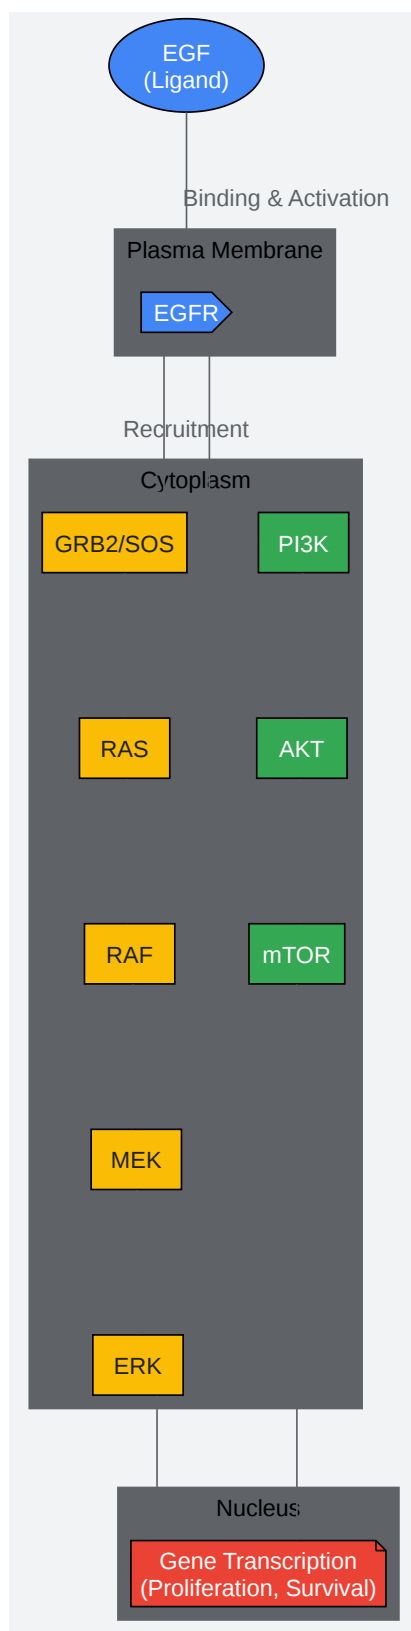 EGF
(Ligand)
Binding & Activation
Plasma Membrane
EGFR
Recruitment
Cytoplasm
GRB2/SOS
PI3K
RAS
AKT
RAF
mTOR
MEK
ERK
Nucleus
Gene Transcription
(Proliferation, Survival)